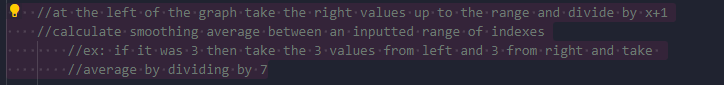 //at the left of the graph take the right values up to the range and divide by x+1
//calculate smoothing average between an inputted range of indexes
//ex: if it was 3 then take the 3 values from left and 3 from right and take
//average by dividing by 7